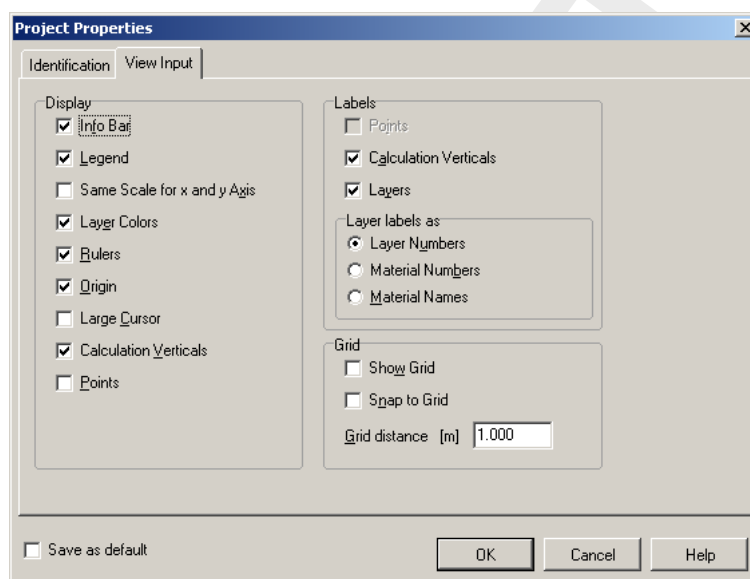 Project Properties
Identification
View Input
Display
Info Bar
Legend
Same Scale for x and y Axis
Layer Colors
Rulers
Origin
Large Cursor
Calculation Verticals
Points
Labels
Points
Calculation Verticals
Layers
Layer labels as
Layer Numbers
Material Numbers
Material Names
Grid
Show Grid
Snap to Grid
Grid distance [m] 1.000
Save as default
OK
Cancel
Help